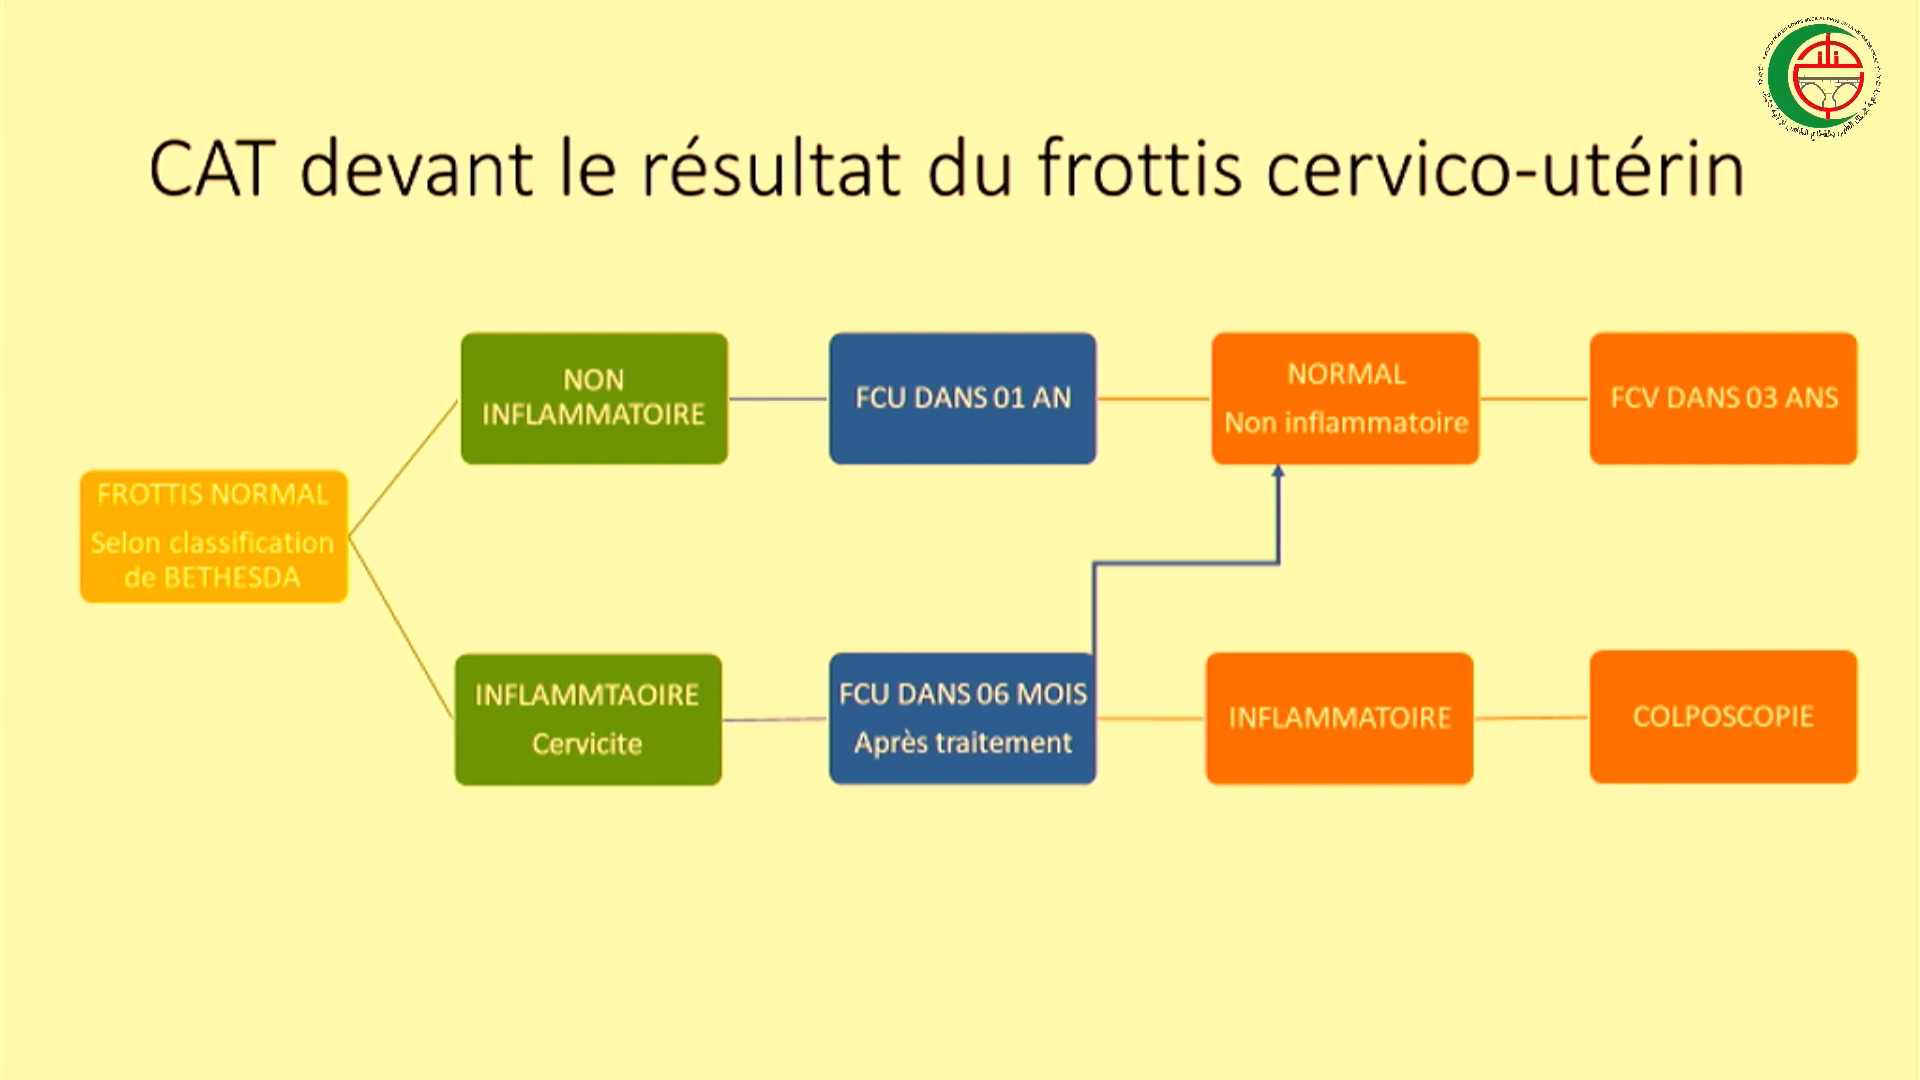 CAT devant le résultat du frottis cervico-utérin
FROTTIS NORMAL
Selon classification
de BETHESDA
NON
INFLAMMATOIRE
FCU DANS 01 AN
NORMAL
Non inflammatoire
FCV DANS 03 ANS
INFLAMMTAOIRE
Cervicite
FCU DANS 06 MOIS
Après traitement
INFLAMMATOIRE
COLPOSCOPIE